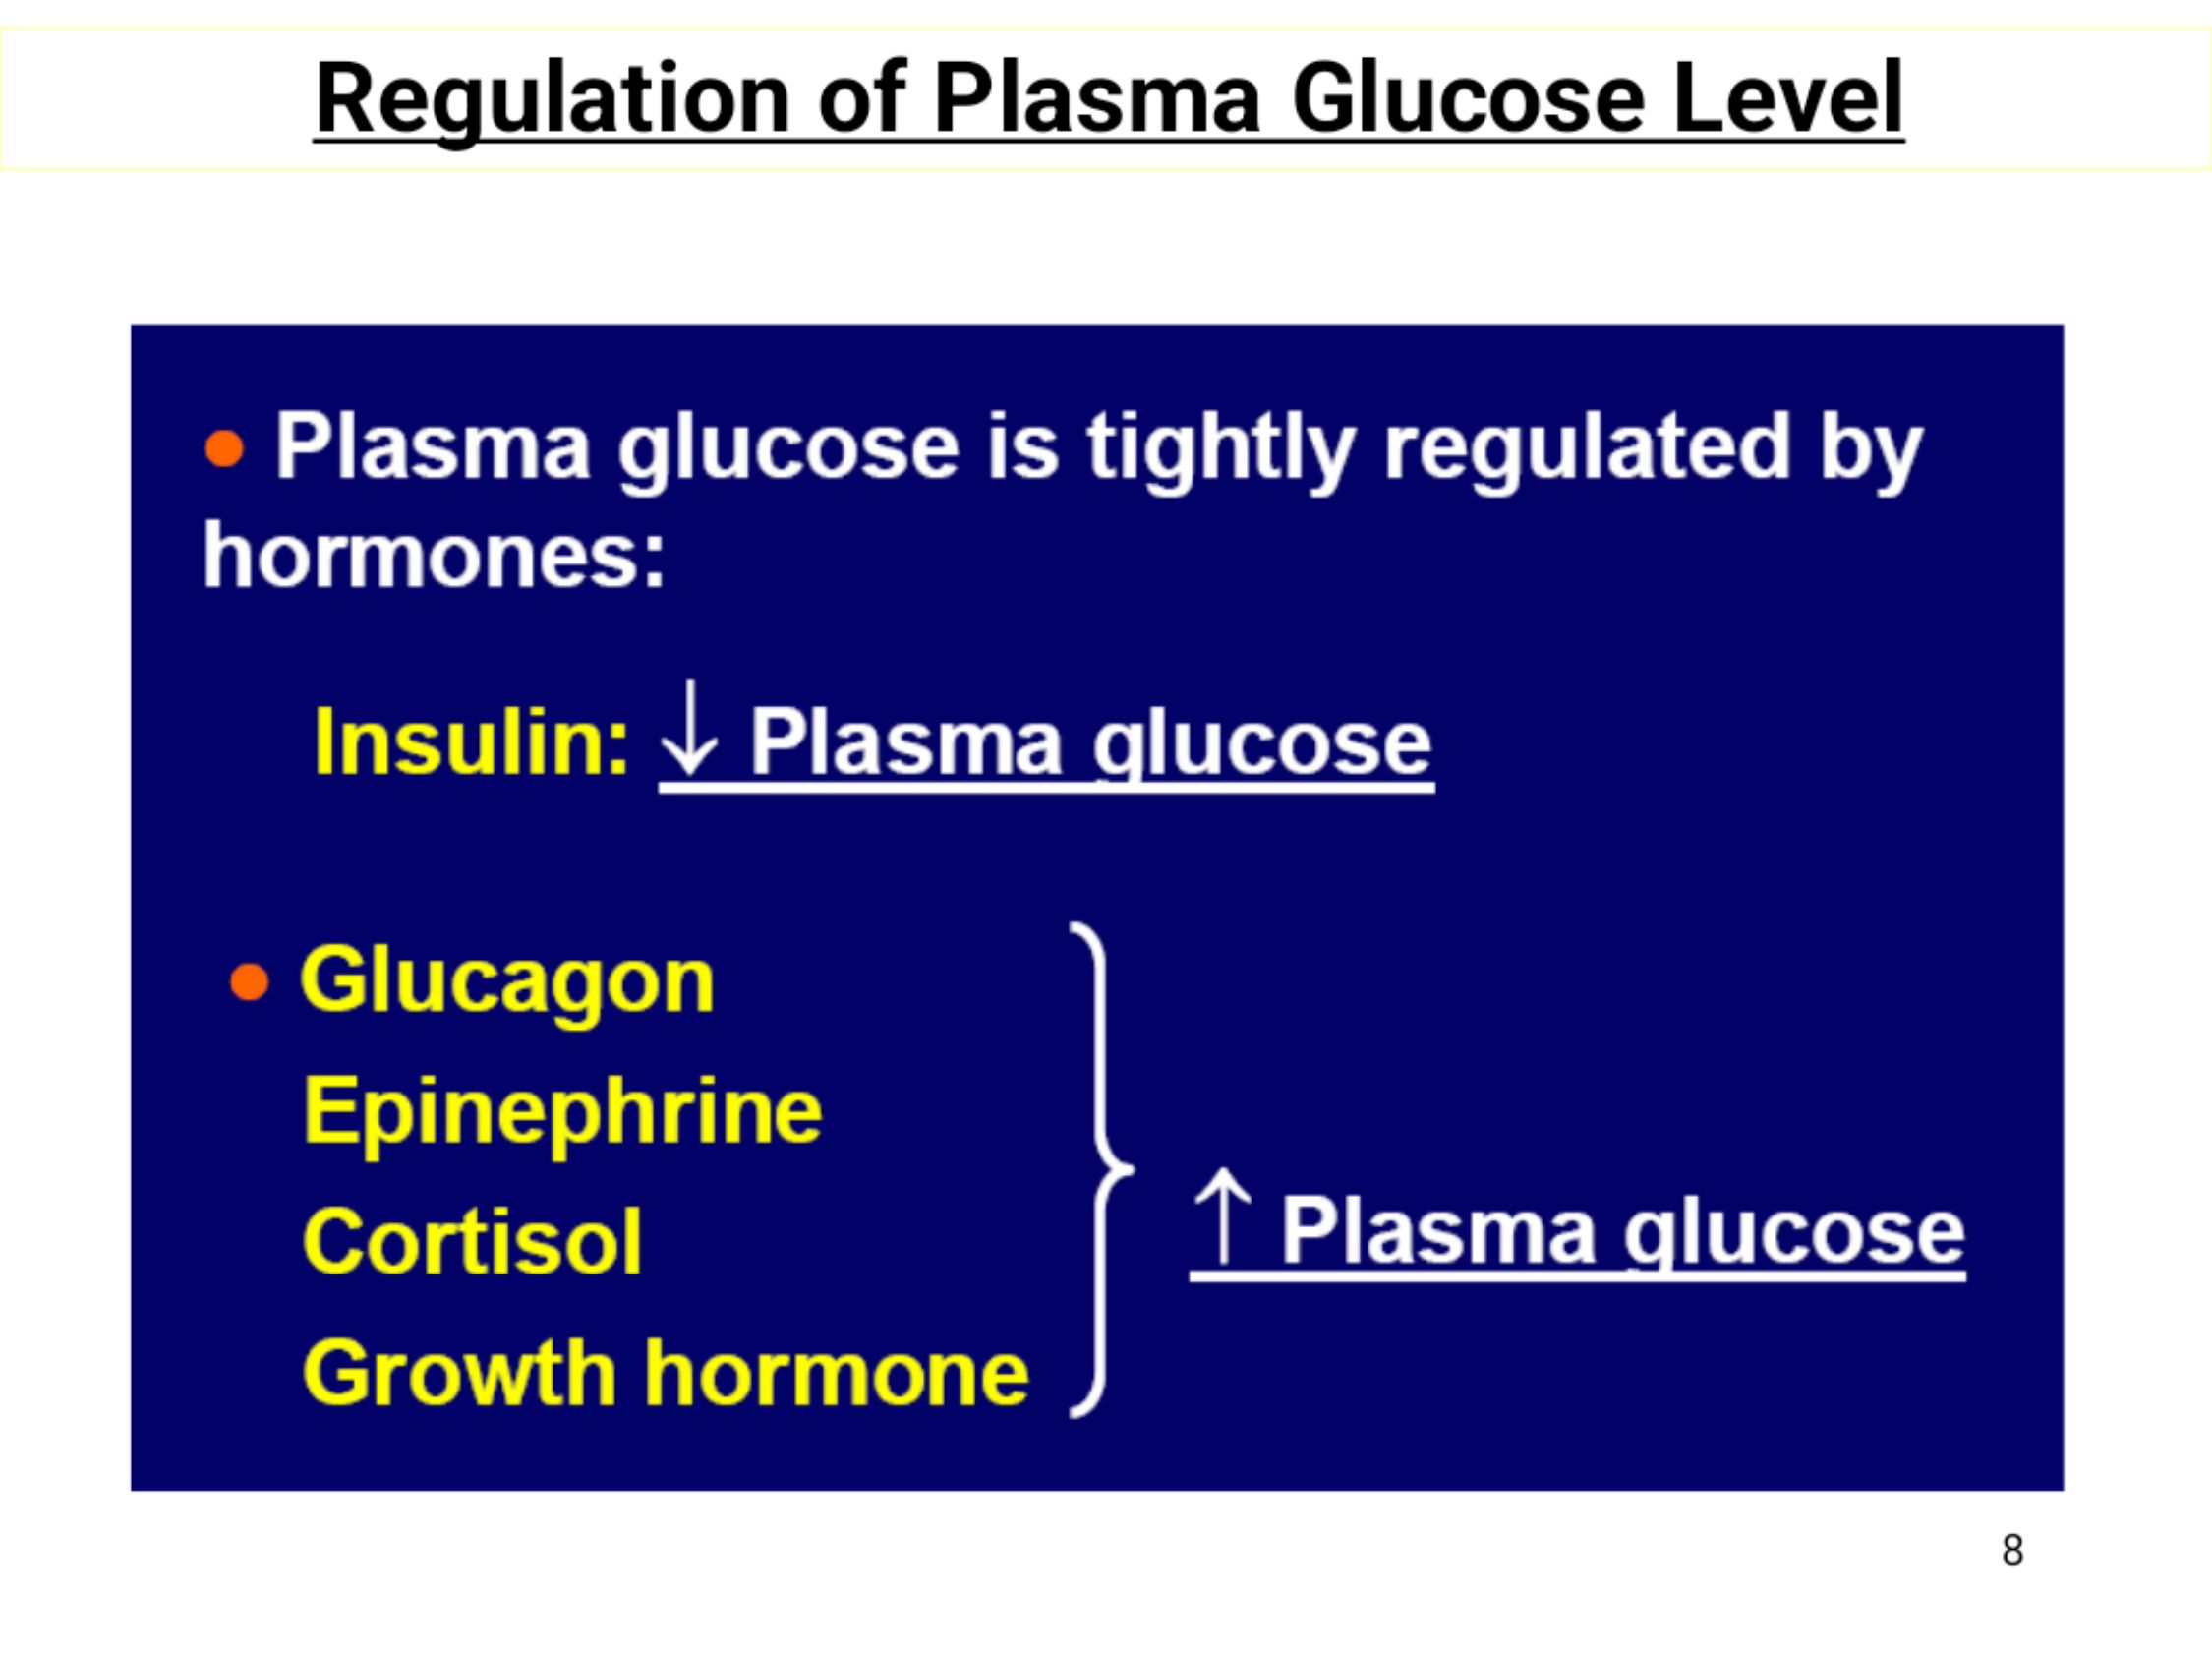 Regulation of Plasma Glucose Level
• Plasma glucose is tightly regulated by
hormones:
Insulin: ↓ Plasma glucose
• Glucagon
Epinephrine
Cortisol
↑ Plasma glucose
Growth hormone
8